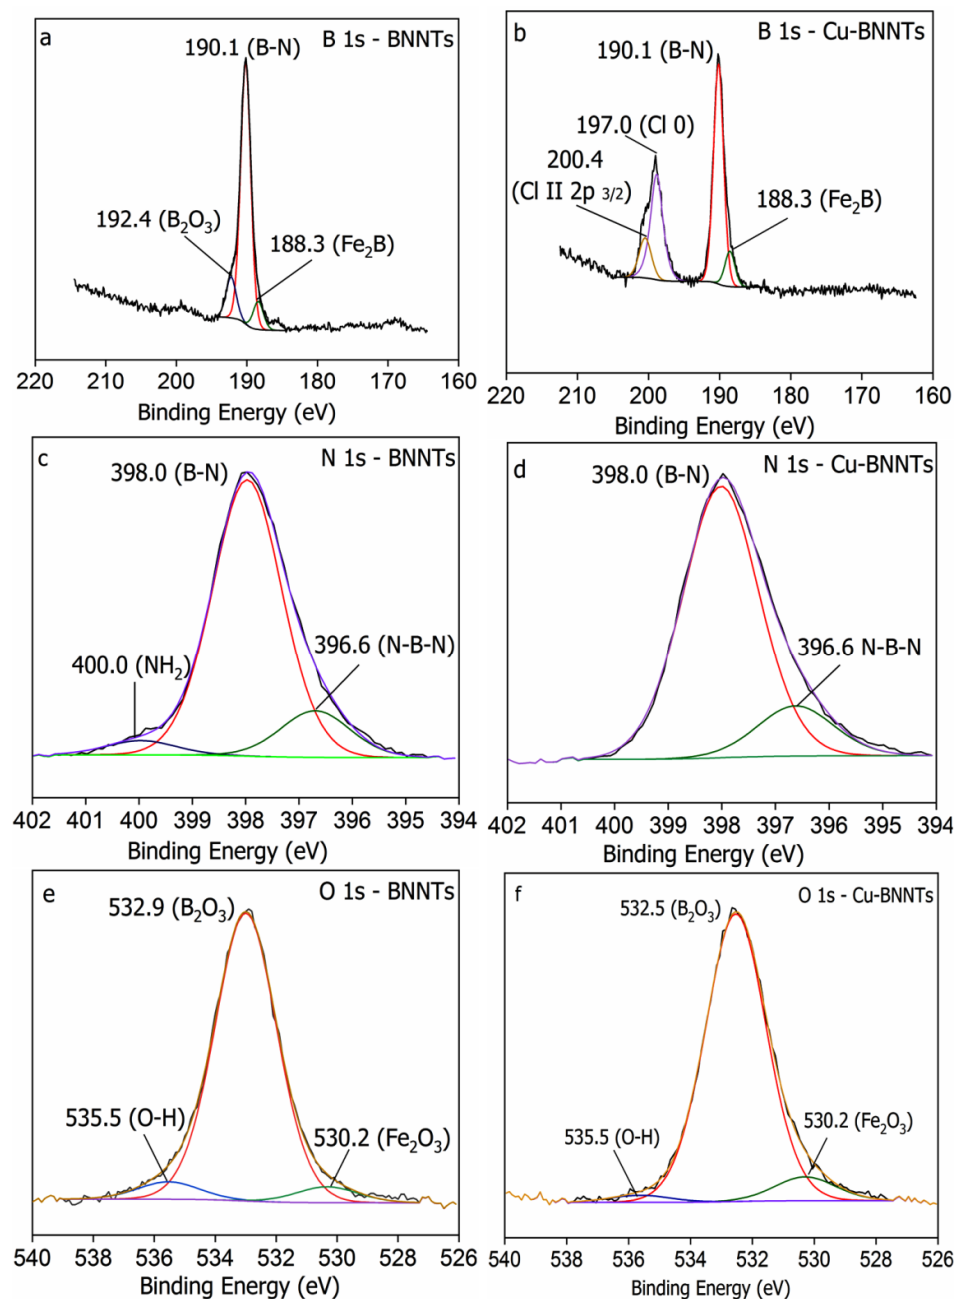 a
B 1s - BNNTs
190.1 (B-N)
192.4 (B₂O₃)
188.3 (Fe₂B)
220 210 200 190 180 170 160
Binding Energy (eV)
b
B 1s - Cu-BNNTs
190.1 (B-N)
197.0 (Cl 0)
200.4
(Cl II 2p 3/2)
188.3 (Fe₂B)
220 210 200 190 180 170 160
Binding Energy (eV)
c
N 1s - BNNTs
398.0 (B-N)
396.6 (N-B-N)
400.0 (NH₂)
402 401 400 399 398 397 396 395 394
Binding Energy (eV)
d
N 1s - Cu-BNNTs
398.0 (B-N)
396.6 N-B-N
402 401 400 399 398 397 396 395 394
Binding Energy (eV)
e
O 1s - BNNTs
532.9 (B₂O₃)
535.5 (O-H)
530.2 (Fe₂O₃)
540 538 536 534 532 530 528 526
Binding Energy (eV)
f
O 1s - Cu-BNNTs
532.5 (B₂O₃)
535.5 (O-H)
530.2 (Fe₂O₃)
540 538 536 534 532 530 528 526
Binding Energy (eV)